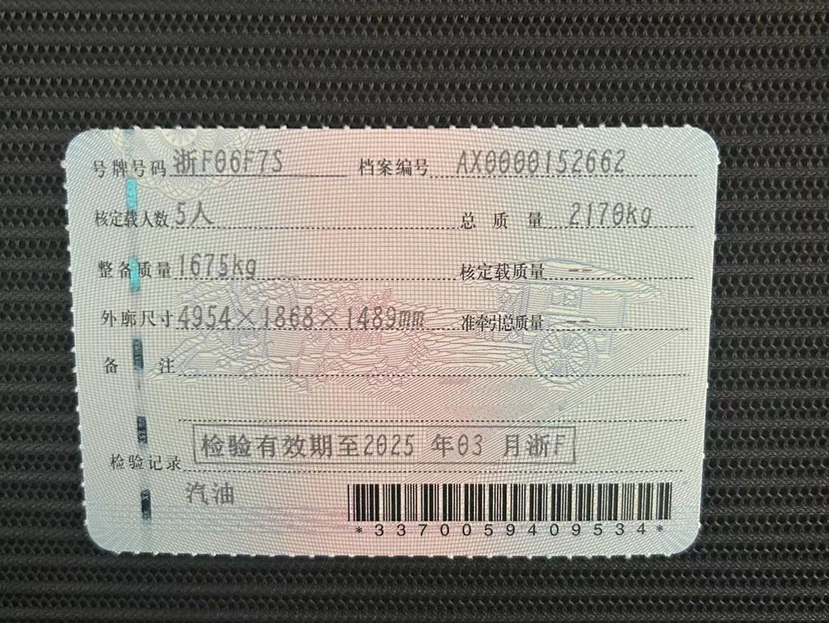 号牌号码 浙F06F7S 档案编号 AX0000152662
核定载人数 5人 总质量 2170kg
整备质量 1675kg 核定载质量 --
外廓尺寸 4954×1868×1489mm 准牵引总质量 --
备注
检验有效期至2025 年03 月浙F
检验记录
汽油
*3370059409534*